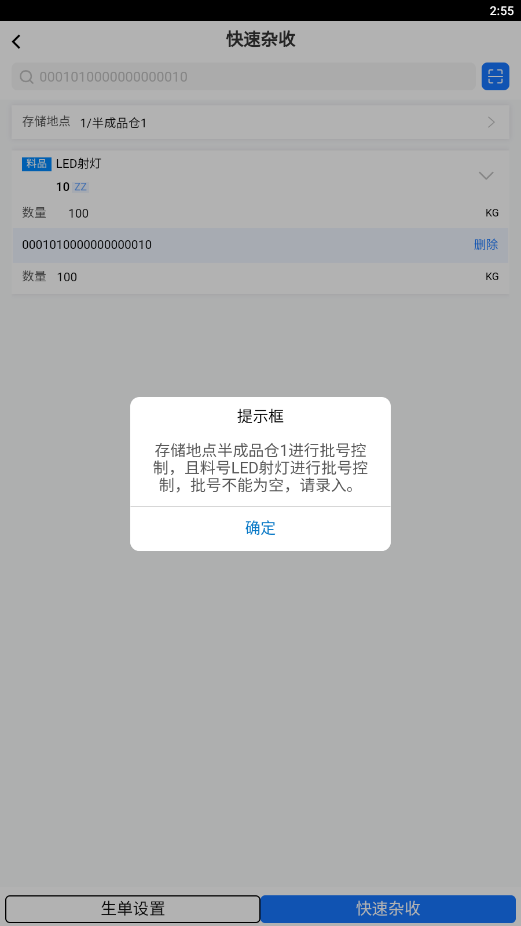 2:55
快速杂收
0001010000000000010
存储地点 1/半成品仓1
料品 LED射灯
10 ZZ
数量 100 KG
0001010000000000010 删除
数量 100 KG
提示框
存储地点半成品仓1进行批号控
制，且料号LED射灯进行批号控
制，批号不能为空，请录入。
确定
生单设置 快速杂收